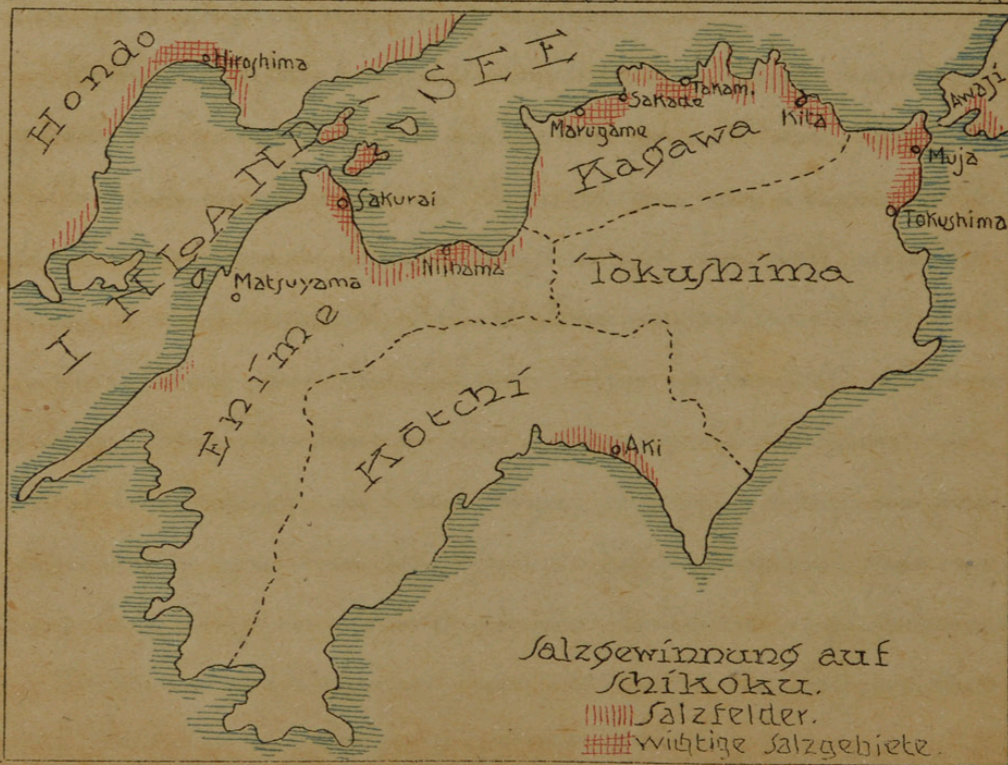 Hondo
Hiroshima
INLAND-SEE
Awaji
Marugame
Sakade
Takam.
Kita
Muja
Kagawa
Sakurai
Tokushima
Niihama
Matsuyama
Tokushima
Ehime
Kōtchi
Aki
Salzgewinnung auf
Schikoku.
Salzfelder.
wichtige Salzgebiete.